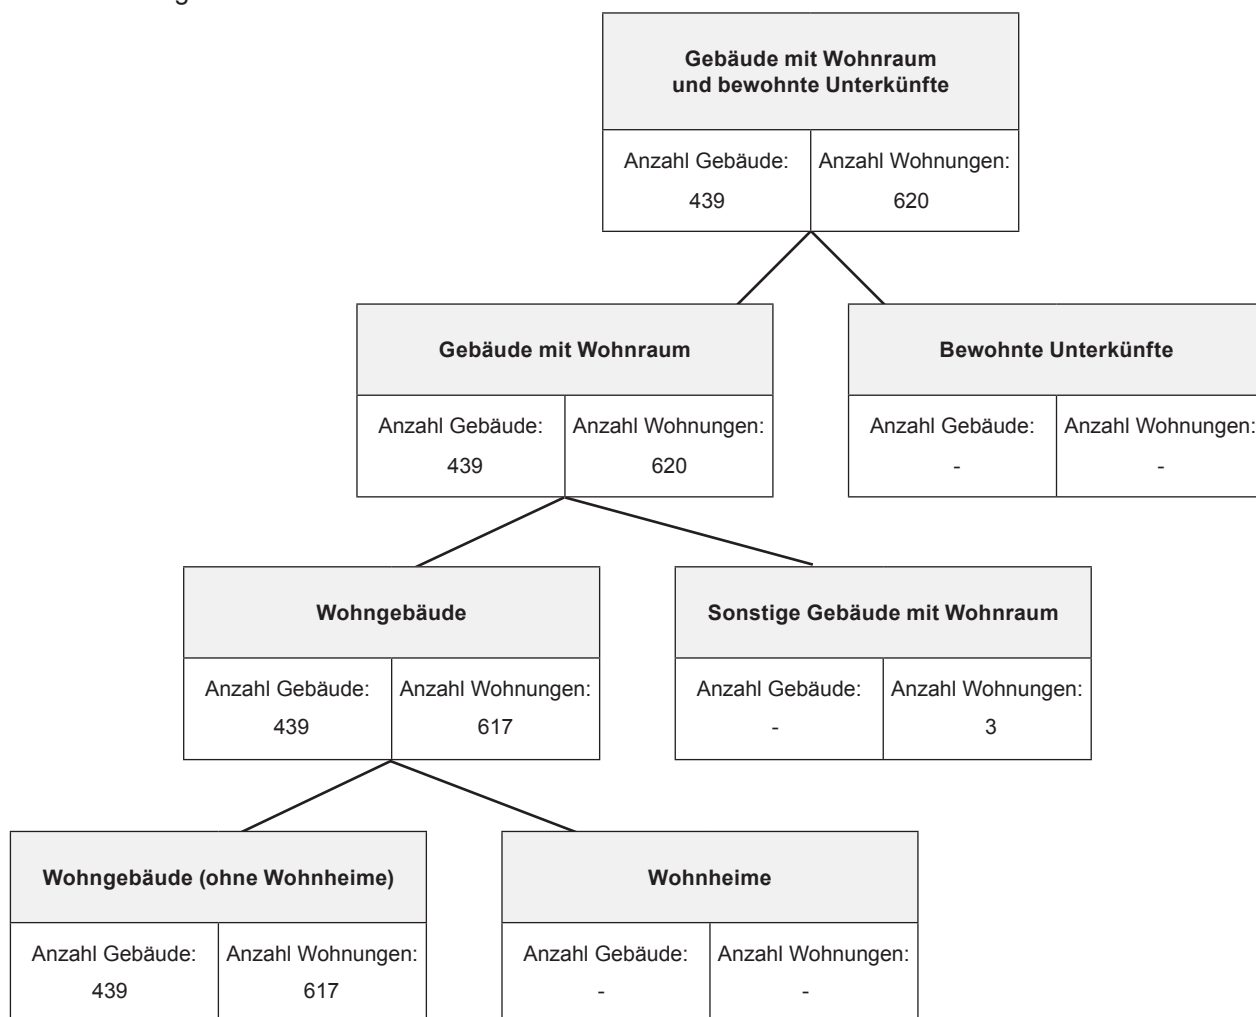 Gebäude mit Wohnraum
und bewohnte Unterkünfte
Anzahl Gebäude: Anzahl Wohnungen:
439 620
Gebäude mit Wohnraum
Bewohnte Unterkünfte
Anzahl Gebäude: Anzahl Wohnungen: Anzahl Gebäude: Anzahl Wohnungen:
439 620 - -
Wohngebäude
Sonstige Gebäude mit Wohnraum
Anzahl Gebäude: Anzahl Wohnungen: Anzahl Gebäude: Anzahl Wohnungen:
439 617 - 3
Wohngebäude (ohne Wohnheime)
Wohnheime
Anzahl Gebäude: Anzahl Wohnungen: Anzahl Gebäude: Anzahl Wohnungen:
439 617 - -